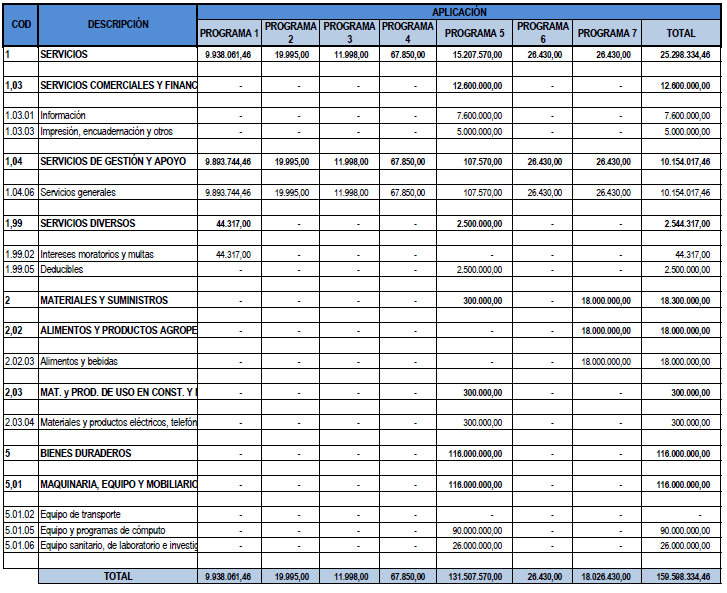 COD DESCRIPCIÓN APLICACIÓN
PROGRAMA 1 PROGRAMA 2 PROGRAMA 3 PROGRAMA 4 PROGRAMA 5 PROGRAMA 6 PROGRAMA 7 TOTAL
1 SERVICIOS 9.938.061,46 19.995,00 11.998,00 67.850,00 15.207.570,00 26.430,00 26.430,00 25.298.334,46
1,03 SERVICIOS COMERCIALES Y FINANC - - - - 12.600.000,00 - - 12.600.000,00
1.03.01 Información - - - - 7.600.000,00 - - 7.600.000,00
1.03.03 Impresión, encuadernación y otros - - - - 5.000.000,00 - - 5.000.000,00
1,04 SERVICIOS DE GESTIÓN Y APOYO 9.893.744,46 19.995,00 11.998,00 67.850,00 107.570,00 26.430,00 26.430,00 10.154.017,46
1.04.06 Servicios generales 9.893.744,46 19.995,00 11.998,00 67.850,00 107.570,00 26.430,00 26.430,00 10.154.017,46
1,99 SERVICIOS DIVERSOS 44.317,00 - - - 2.500.000,00 - - 2.544.317,00
1.99.02 Intereses moratorios y multas 44.317,00 - - - - - - 44.317,00
1.99.05 Deducibles - - - - 2.500.000,00 - - 2.500.000,00
2 MATERIALES Y SUMINISTROS - - - - 300.000,00 - 18.000.000,00 18.300.000,00
2,02 ALIMENTOS Y PRODUCTOS AGROPE - - - - - - 18.000.000,00 18.000.000,00
2.02.03 Alimentos y bebidas - - - - - - 18.000.000,00 18.000.000,00
2,03 MAT. y PROD. DE USO EN CONST. Y - - - - 300.000,00 - - 300.000,00
2.03.04 Materiales y productos eléctricos, telefón - - - - 300.000,00 - - 300.000,00
5 BIENES DURADEROS - - - - 116.000.000,00 - - 116.000.000,00
5,01 MAQUINARIA, EQUIPO Y MOBILIARIO - - - - 116.000.000,00 - - 116.000.000,00
5.01.02 Equipo de transporte - - - - - - - -
5.01.05 Equipo y programas de cómputo - - - - 90.000.000,00 - - 90.000.000,00
5.01.06 Equipo sanitario, de laboratorio e investig - - - - 26.000.000,00 - - 26.000.000,00
TOTAL 9.938.061,46 19.995,00 11.998,00 67.850,00 131.507.570,00 26.430,00 18.026.430,00 159.598.334,46